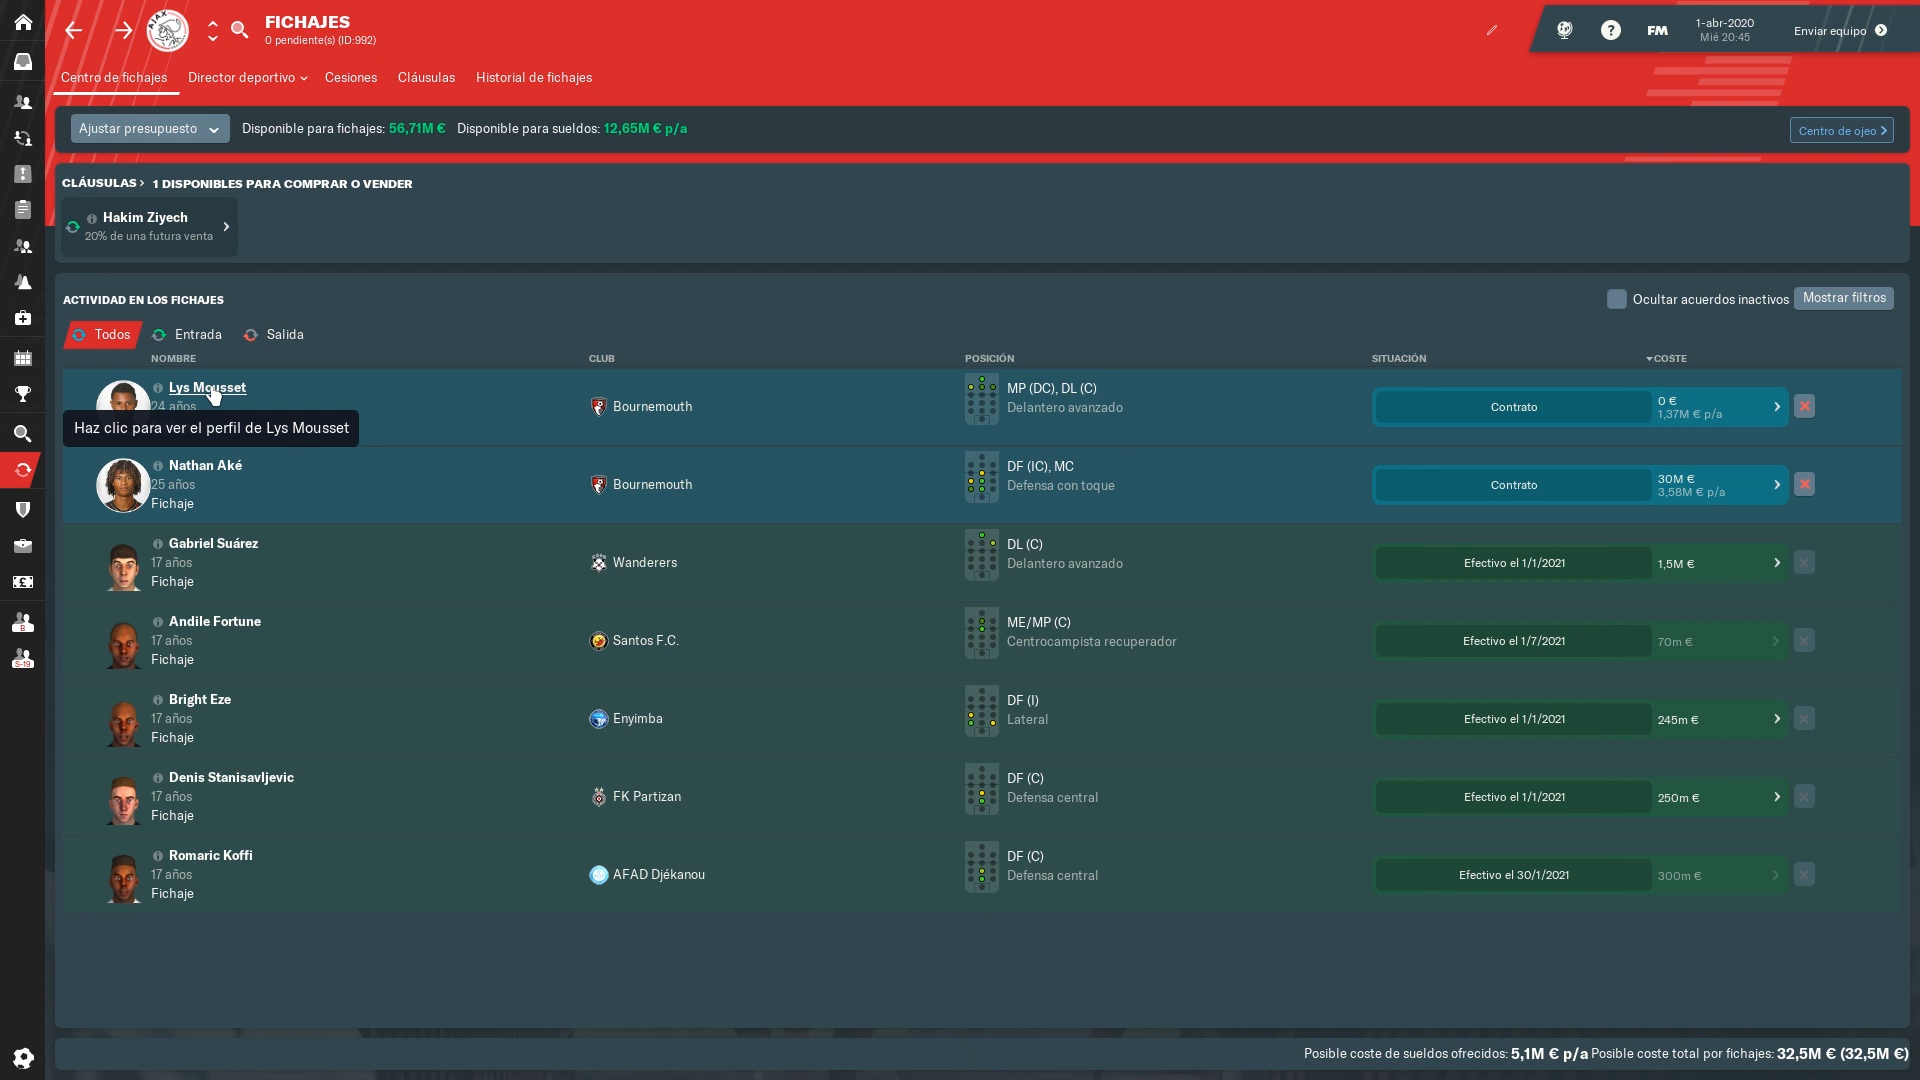 FICHAJES
0 pendiente(s) (ID:992)
FM
1-abr-2020
Mié 20:45
Enviar equipo
Centro de fichajes
Director deportivo
Cesiones
Cláusulas
Historial de fichajes
Ajustar presupuesto
Disponible para fichajes: 56,71M €
Disponible para sueldos: 12,65M € p/a
Centro de ojeo
CLÁUSULAS >
1 DISPONIBLES PARA COMPRAR O VENDER
Hakim Ziyech
20% de una futura venta
ACTIVIDAD EN LOS FICHAJES
Ocultar acuerdos inactivos
Mostrar filtros
Todos
Entrada
Salida
NOMBRE
CLUB
POSICIÓN
SITUACIÓN
COSTE
Lys Mousset
24 años
Bournemouth
MP (DC), DL (C)
Delantero avanzado
Contrato
0 €
1,37M € p/a
Haz clic para ver el perfil de Lys Mousset
Nathan Aké
25 años
Fichaje
Bournemouth
DF (IC), MC
Defensa con toque
Contrato
30M €
3,58M € p/a
Gabriel Suárez
17 años
Fichaje
Wanderers
DL (C)
Delantero avanzado
Efectivo el 1/1/2021
1,5M €
Andile Fortune
17 años
Fichaje
Santos F.C.
ME/MP (C)
Centrocampista recuperador
Efectivo el 1/7/2021
70m €
Bright Eze
17 años
Fichaje
Enyimba
DF (I)
Lateral
Efectivo el 1/1/2021
245m €
Denis Stanisavljevic
17 años
Fichaje
FK Partizan
DF (C)
Defensa central
Efectivo el 1/1/2021
250m €
Romaric Koffi
17 años
Fichaje
AFAD Djékanou
DF (C)
Defensa central
Efectivo el 30/1/2021
300m €
B
S-19
Posible coste de sueldos ofrecidos: 5,1M € p/a Posible coste total por fichajes: 32,5M € (32,5M €)